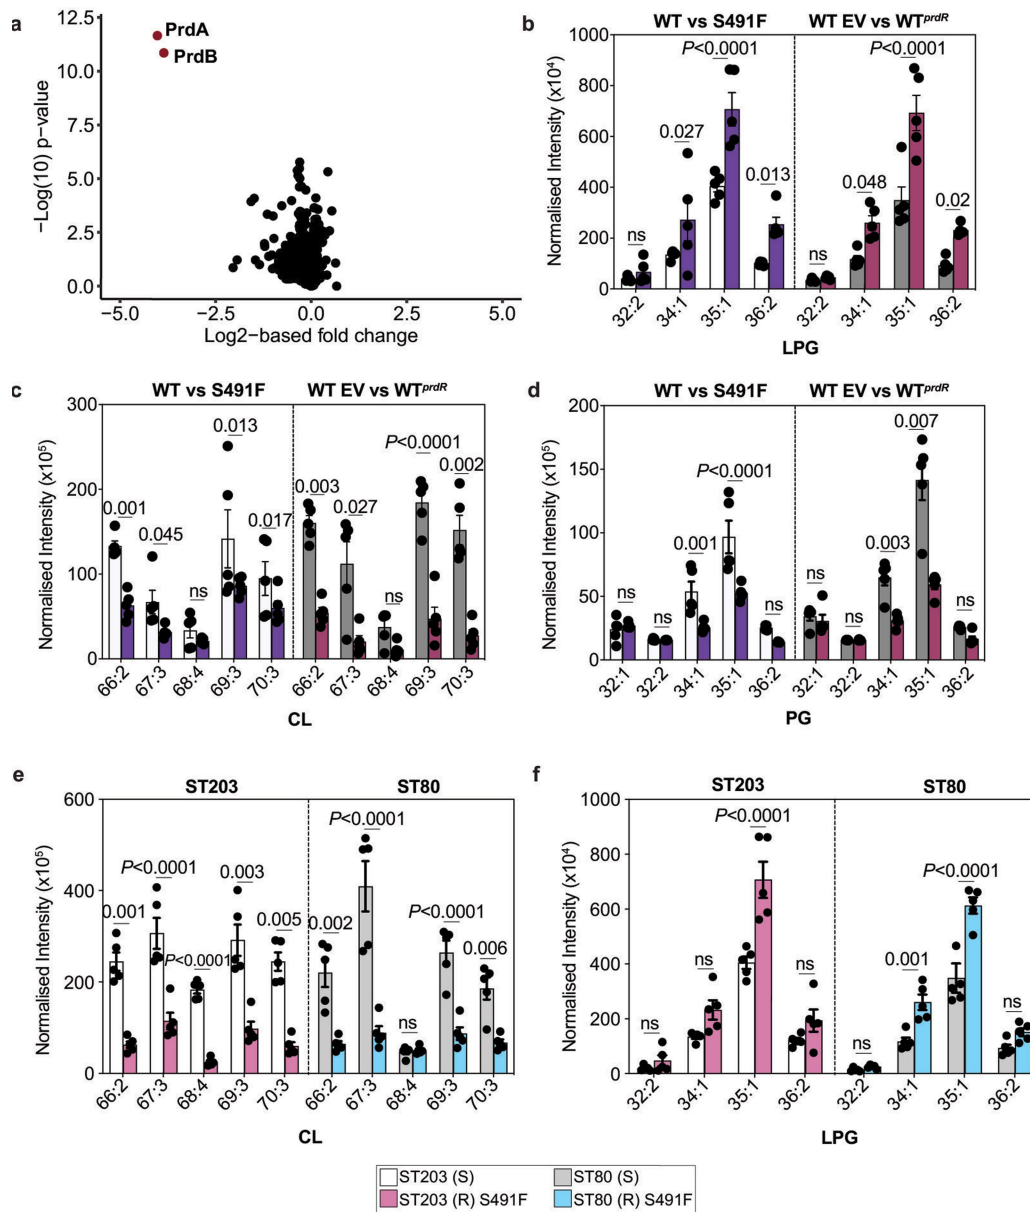 a
12.5
PrdA
PrdB
10.0
7.5
5.0
2.5
0.0
−Log(10) p−value
−5.0
−2.5
0.0
2.5
5.0
Log2−based fold change
b
WT vs S491F
WT EV vs WTprdR
1000
800
600
400
200
0
Normalised Intensity (x10⁴)
ns
0.027
P<0.0001
0.013
ns
0.048
P<0.0001
0.02
32:2
34:1
35:1
36:2
32:2
34:1
35:1
36:2
LPG
c
WT vs S491F
WT EV vs WTprdR
300
200
100
0
Normalised Intensity (x10⁵)
0.001
0.045
ns
0.013
0.017
0.003
0.027
ns
P<0.0001
0.002
66:2
67:3
68:4
69:3
70:3
66:2
67:3
68:4
69:3
70:3
CL
d
WT vs S491F
WT EV vs WTprdR
200
150
100
50
0
Normalised Intensity (x10⁵)
ns
ns
0.001
P<0.0001
ns
ns
ns
0.003
0.007
ns
32:1
32:2
34:1
35:1
36:2
32:1
32:2
34:1
35:1
36:2
PG
e
ST203
ST80
600
400
200
0
Normalised Intensity (x10⁵)
0.001
P<0.0001
P<0.0001
0.003
0.005
0.002
P<0.0001
ns
P<0.0001
0.006
66:2
67:3
68:4
69:3
70:3
66:2
67:3
68:4
69:3
70:3
CL
f
ST203
ST80
1000
800
600
400
200
0
Normalised Intensity (x10⁴)
ns
ns
P<0.0001
ns
ns
0.001
P<0.0001
ns
32:2
34:1
35:1
36:2
32:2
34:1
35:1
36:2
LPG
ST203 (S)
ST80 (S)
ST203 (R) S491F
ST80 (R) S491F